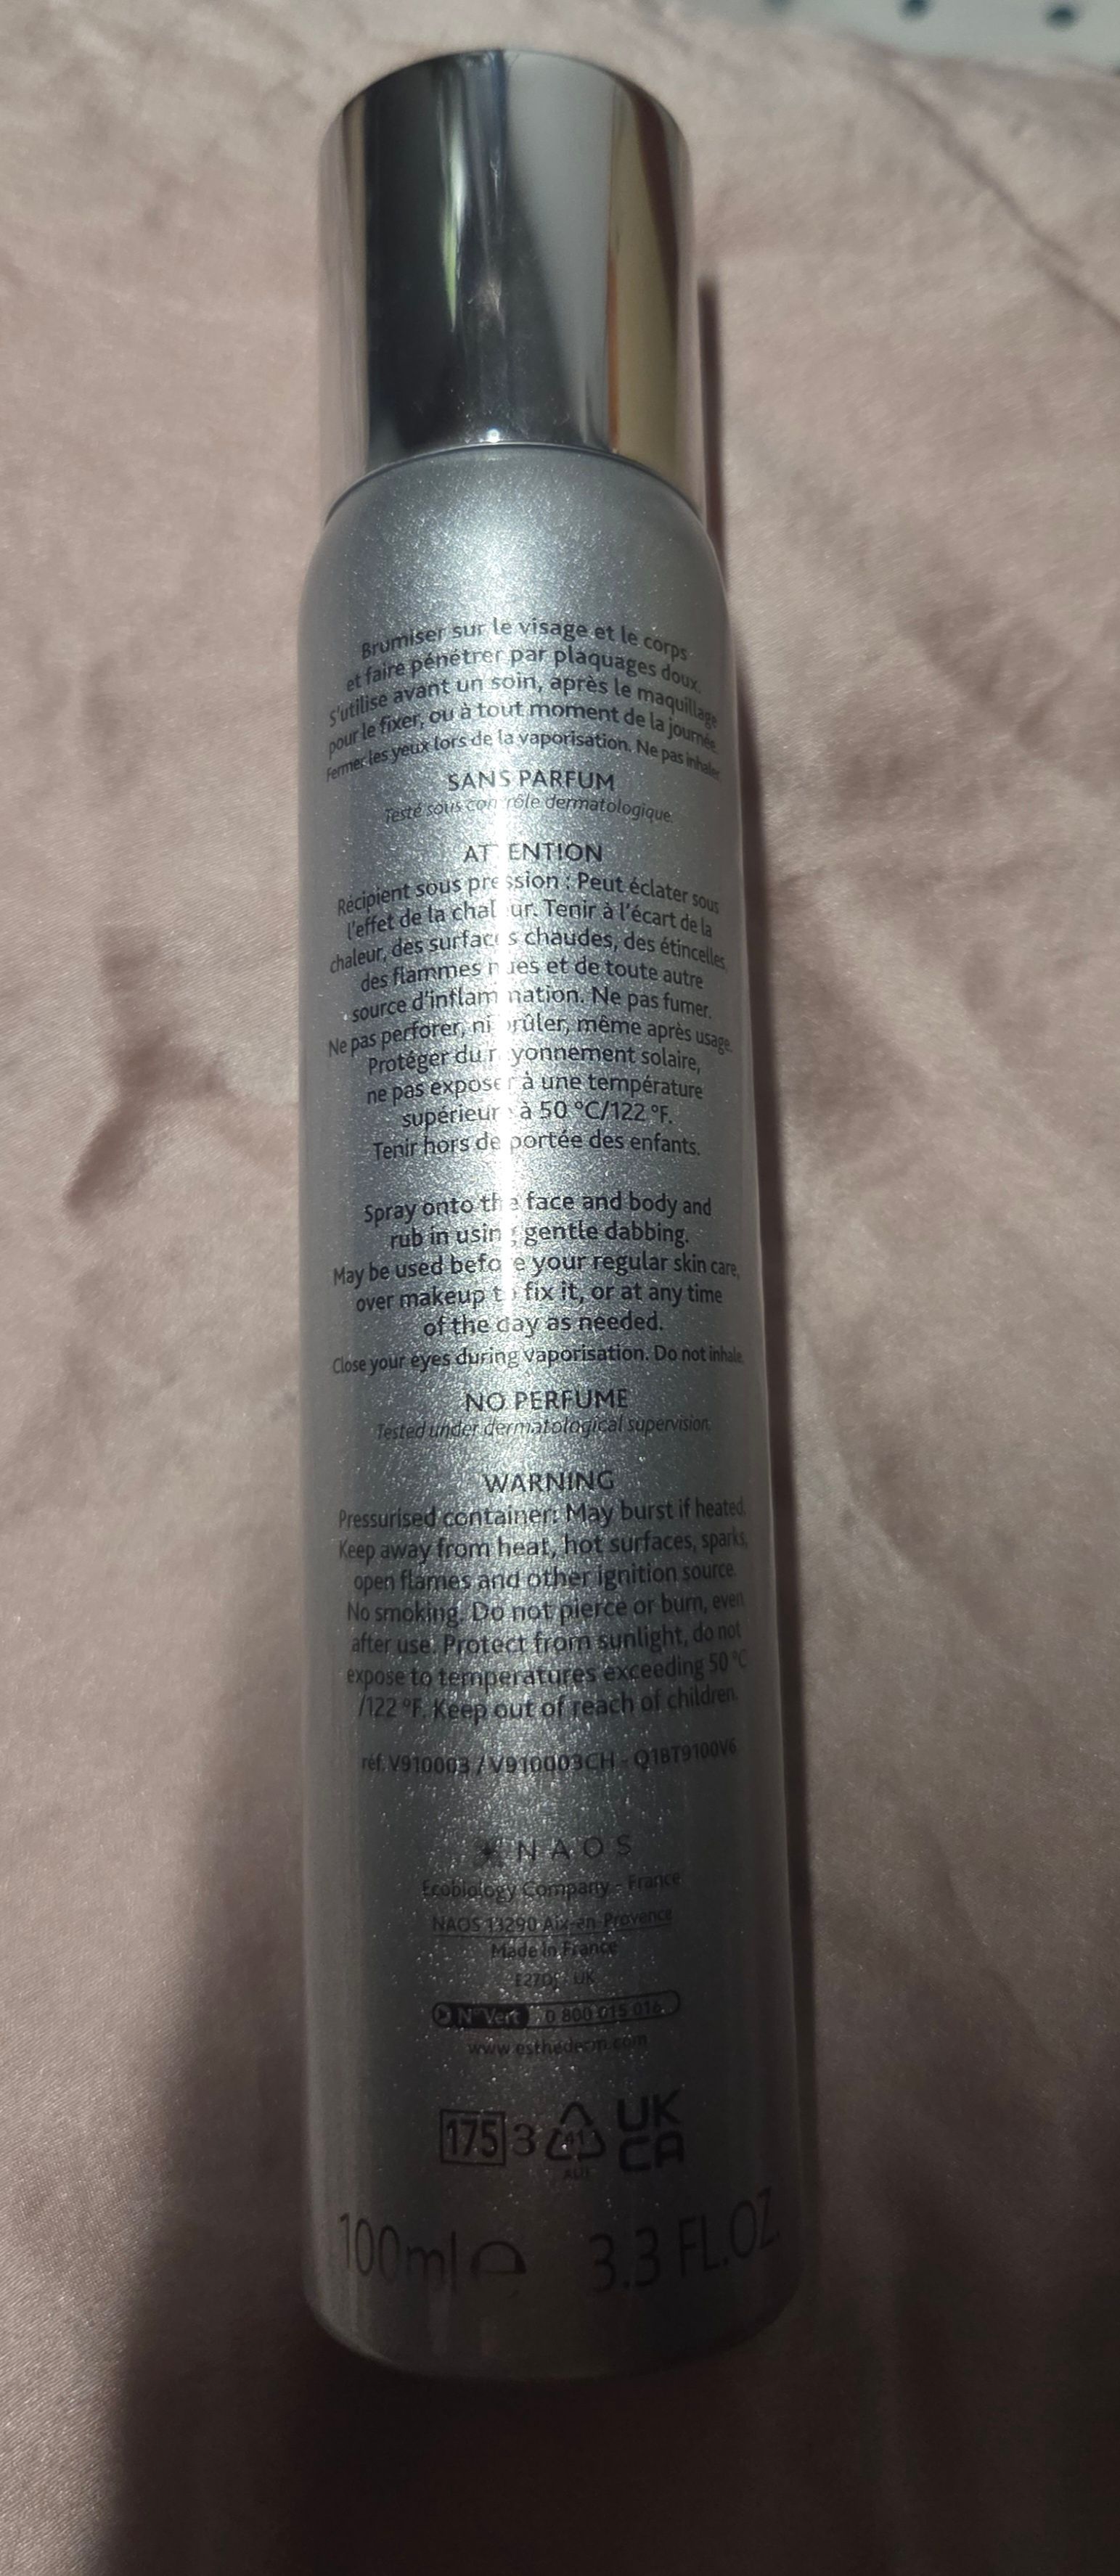 Brumiser sur le visage et le corps
et faire pénétrer par plaquages doux.
S'utilise avant un soin, après le maquillage
pour le fixer, ou à tout moment de la journée.
Fermer les yeux lors de la vaporisation. Ne pas inhaler.
SANS PARFUM
Testé sous contrôle dermatologique.
ATTENTION
Récipient sous pression : Peut éclater sous
l'effet de la chaleur. Tenir à l'écart de la
chaleur, des surfaces chaudes, des étincelles,
des flammes nues et de toute autre
source d'inflammation. Ne pas fumer.
Ne pas perforer, ni brûler, même après usage.
Protéger du rayonnement solaire,
ne pas exposer à une température
supérieure à 50 °C/122 °F.
Tenir hors de portée des enfants.
Spray onto the face and body and
rub in using gentle dabbing.
May be used before your regular skin care,
over makeup to fix it, or at any time
of the day as needed.
Close your eyes during vaporisation. Do not inhale.
NO PERFUME
Tested under dermatological supervision.
WARNING
Pressurised container: May burst if heated.
Keep away from heat, hot surfaces, sparks,
open flames and other ignition source.
No smoking. Do not pierce or burn, even
after use. Protect from sunlight, do not
expose to temperatures exceeding 50 °C
/122 °F. Keep out of reach of children.
réf. V910003 / V910003CH - Q18T9100V6
NAOS
Ecobiology Company - France
NAOS 13290 Aix-en-Provence
Made in France
UK
N° Vert 0 800 015 016
www.esthederm.com
175 3 41 UK
ALU CA
100ml e 3.3 FL.OZ.